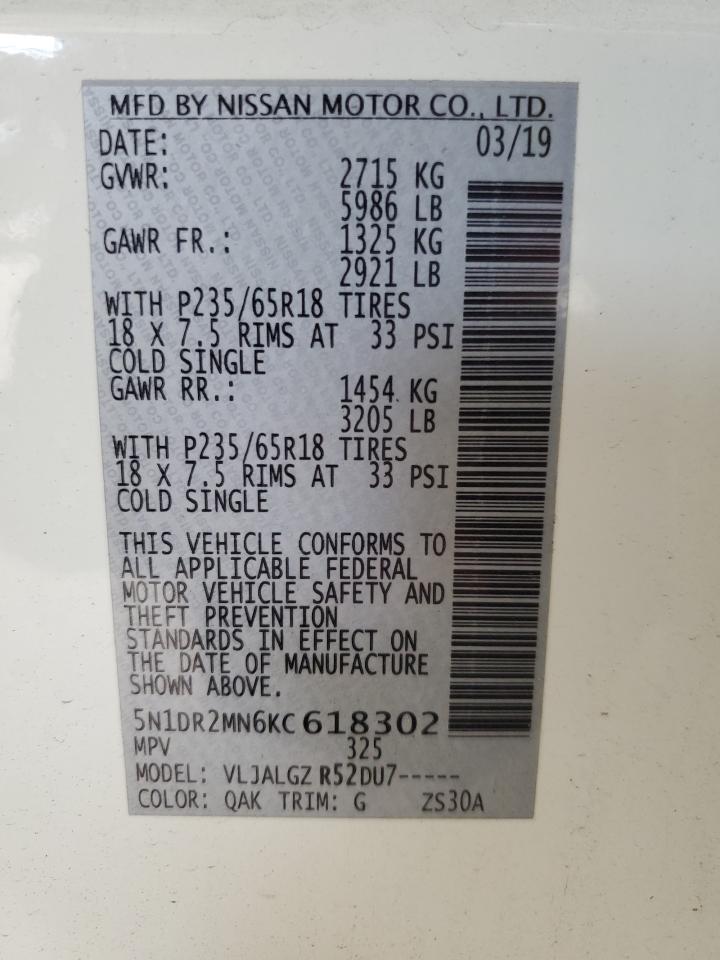 MFD BY NISSAN MOTOR CO., LTD.
DATE: 03/19
GVWR: 2715 KG
5986 LB
GAWR FR.: 1325 KG
2921 LB
WITH P235/65R18 TIRES
18 X 7.5 RIMS AT 33 PSI
COLD SINGLE
GAWR RR.: 1454 KG
3205 LB
WITH P235/65R18 TIRES
18 X 7.5 RIMS AT 33 PSI
COLD SINGLE
THIS VEHICLE CONFORMS TO
ALL APPLICABLE FEDERAL
MOTOR VEHICLE SAFETY AND
THEFT PREVENTION
STANDARDS IN EFFECT ON
THE DATE OF MANUFACTURE
SHOWN ABOVE.
5N1DR2MN6KC 618302
MPV 325
MODEL: VLJALGZ R52DU7-----
COLOR: QAK TRIM: G ZS30A